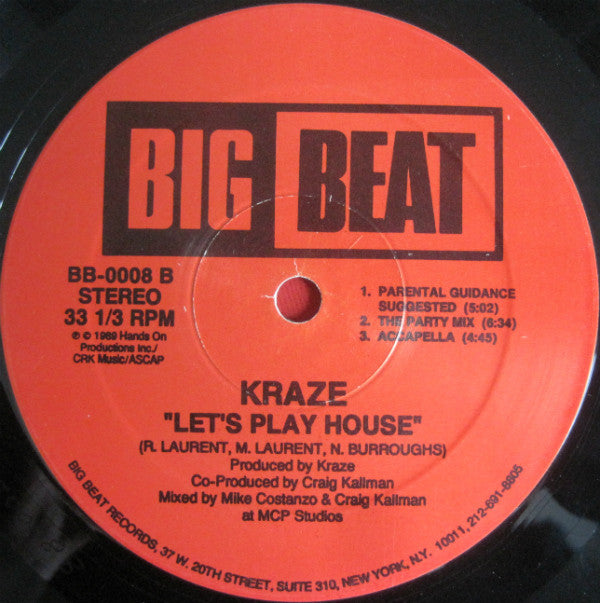 BIG BEAT
BB-0008 B
STEREO
33 1/3 RPM
℗ © 1989 Hands On
Productions Inc./
CRK Music/ASCAP
1. PARENTAL GUIDANCE
SUGGESTED (5:02)
2. THE PARTY MIX (6:34)
3. ACCAPELLA (4:45)
KRAZE
"LET'S PLAY HOUSE"
(R. LAURENT, M. LAURENT, N. BURROUGHS)
Produced by Kraze
Co-Produced by Craig Kallman
Mixed by Mike Costanzo & Craig Kallman
at MCP Studios
BIG BEAT RECORDS, 37 W. 20TH STREET, SUITE 310, NEW YORK, N.Y. 10011, 212-691-8805